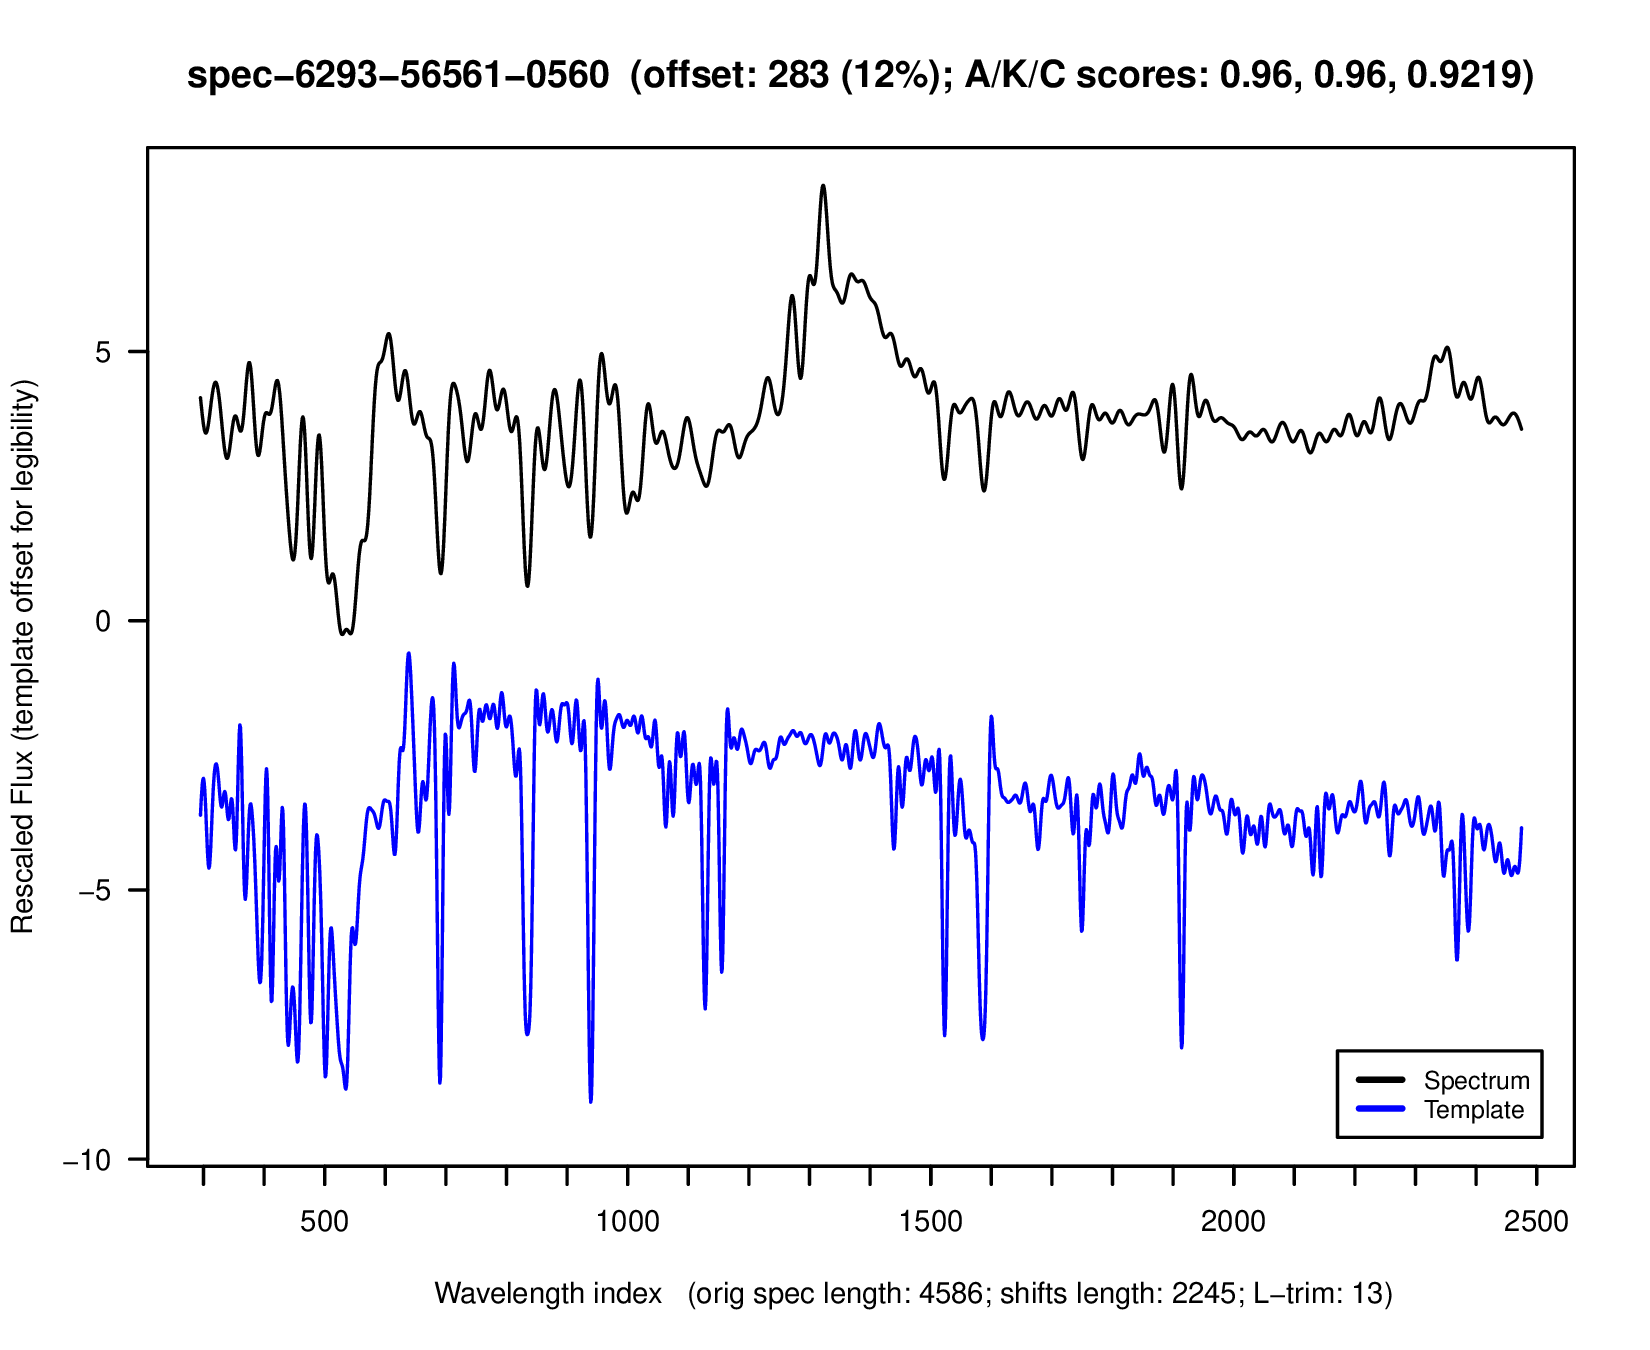 spec−6293−56561−0560 (offset: 283 (12%); A/K/C scores: 0.96, 0.96, 0.9219)
Rescaled Flux (template offset for legibility)
5
0
−5
−10
Spectrum
Template
500 1000 1500 2000 2500
Wavelength index (orig spec length: 4586; shifts length: 2245; L−trim: 13)